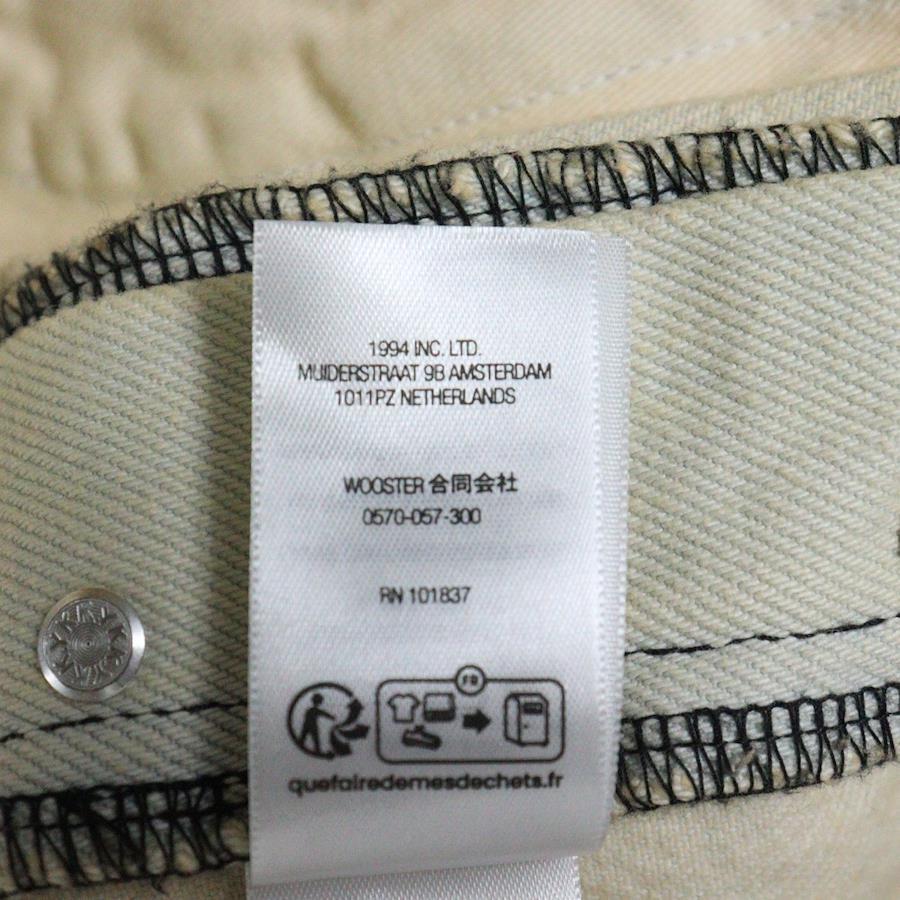 1994 INC. LTD.
MUIDERSTRAAT 9B AMSTERDAM
1011PZ NETHERLANDS
WOOSTER 合同会社
0570-057-300
RN 101837
FR
quefairedemesdechets.fr